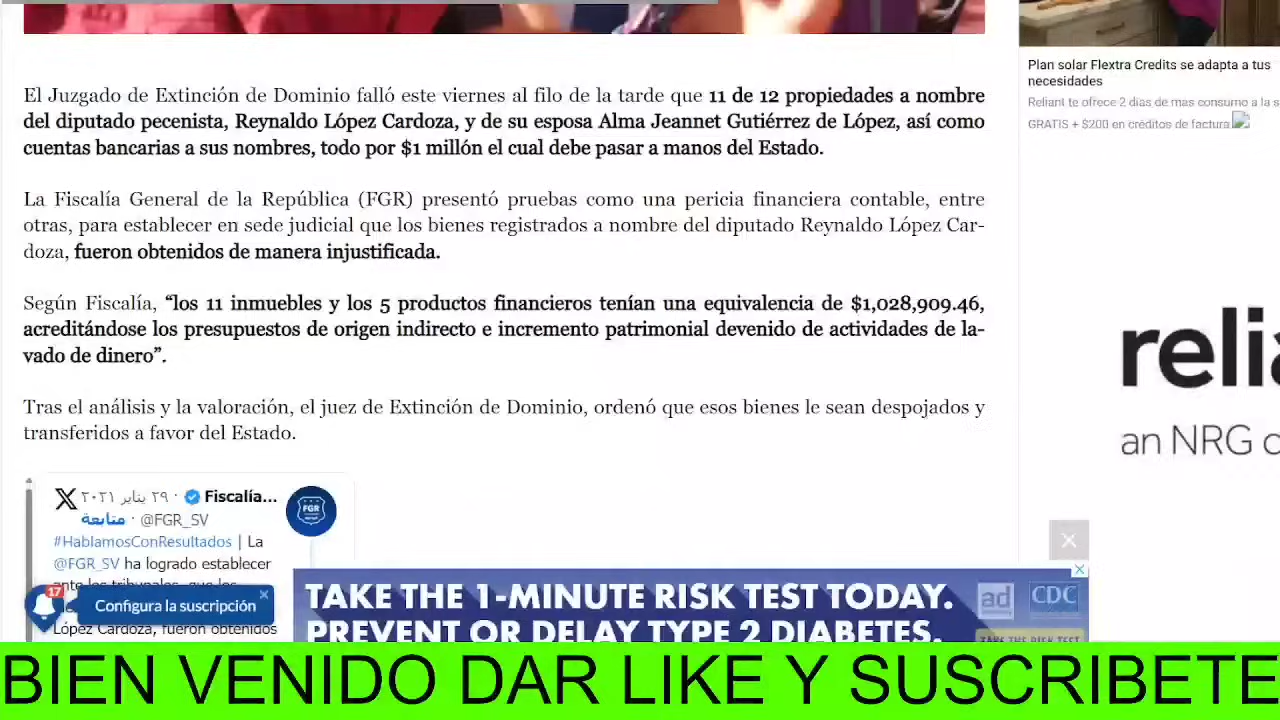 El Juzgado de Extinción de Dominio falló este viernes al filo de la tarde que 11 de 12 propiedades a nombre
del diputado pecenista, Reynaldo López Cardoza, y de su esposa Alma Jeannet Gutiérrez de López, así como
cuentas bancarias a sus nombres, todo por $1 millón el cual debe pasar a manos del Estado.
La Fiscalía General de la República (FGR) presentó pruebas como una pericia financiera contable, entre
otras, para establecer en sede judicial que los bienes registrados a nombre del diputado Reynaldo López Car-
doza, fueron obtenidos de manera injustificada.
Según Fiscalía, “los 11 inmuebles y los 5 productos financieros tenían una equivalencia de $1,028,909.46,
acreditándose los presupuestos de origen indirecto e incremento patrimonial devenido de actividades de la-
vado de dinero”.
Tras el análisis y la valoración, el juez de Extinción de Dominio, ordenó que esos bienes le sean despojados y
transferidos a favor del Estado.
Fiscalía... · ٢٩ يناير ٢٠٢١
@FGR_SV · متابعة
FGR
#HablamosConResultados | La
@FGR_SV ha logrado establecer
ante los tribunales, que los
López Cardoza, fueron obtenidos
17
Configura la suscripción
Plan solar Flextra Credits se adapta a tus
necesidades
Reliant te ofrece 2 días de mas consumo a la s
GRATIS + $200 en créditos de factura
relia
an NRG c
TAKE THE 1-MINUTE RISK TEST TODAY.
PREVENT OR DELAY TYPE 2 DIABETES.
ad
CDC
TAKE THE RISK TEST
BIEN VENIDO DAR LIKE Y SUSCRIBETE